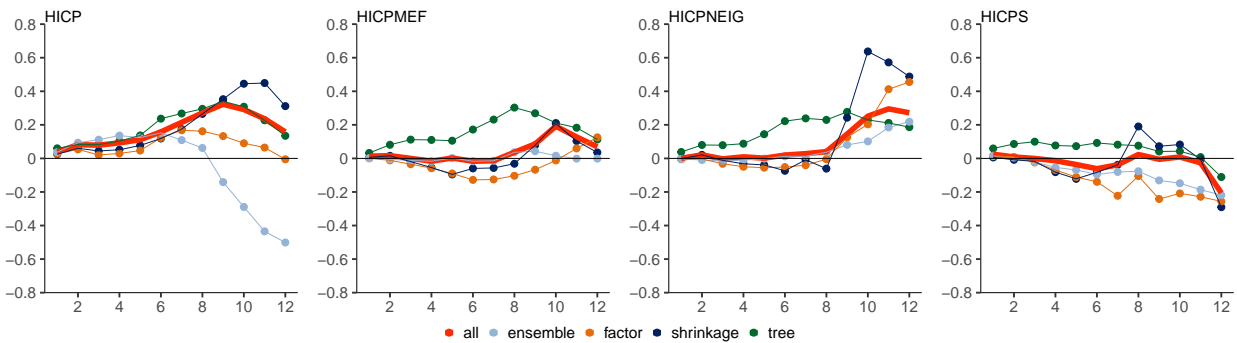 HICP
HICPMEF
HICPNEIG
HICPS
0.8 0.8 0.8 0.8
0.6 0.6 0.6 0.6
0.4 0.4 0.4 0.4
0.2 0.2 0.2 0.2
0 0 0 0
−0.2 −0.2 −0.2 −0.2
−0.4 −0.4 −0.4 −0.4
−0.6 −0.6 −0.6 −0.6
−0.8 −0.8 −0.8 −0.8
2 4 6 8 10 12 2 4 6 8 10 12 2 4 6 8 10 12 2 4 6 8 10 12
all ensemble factor shrinkage tree